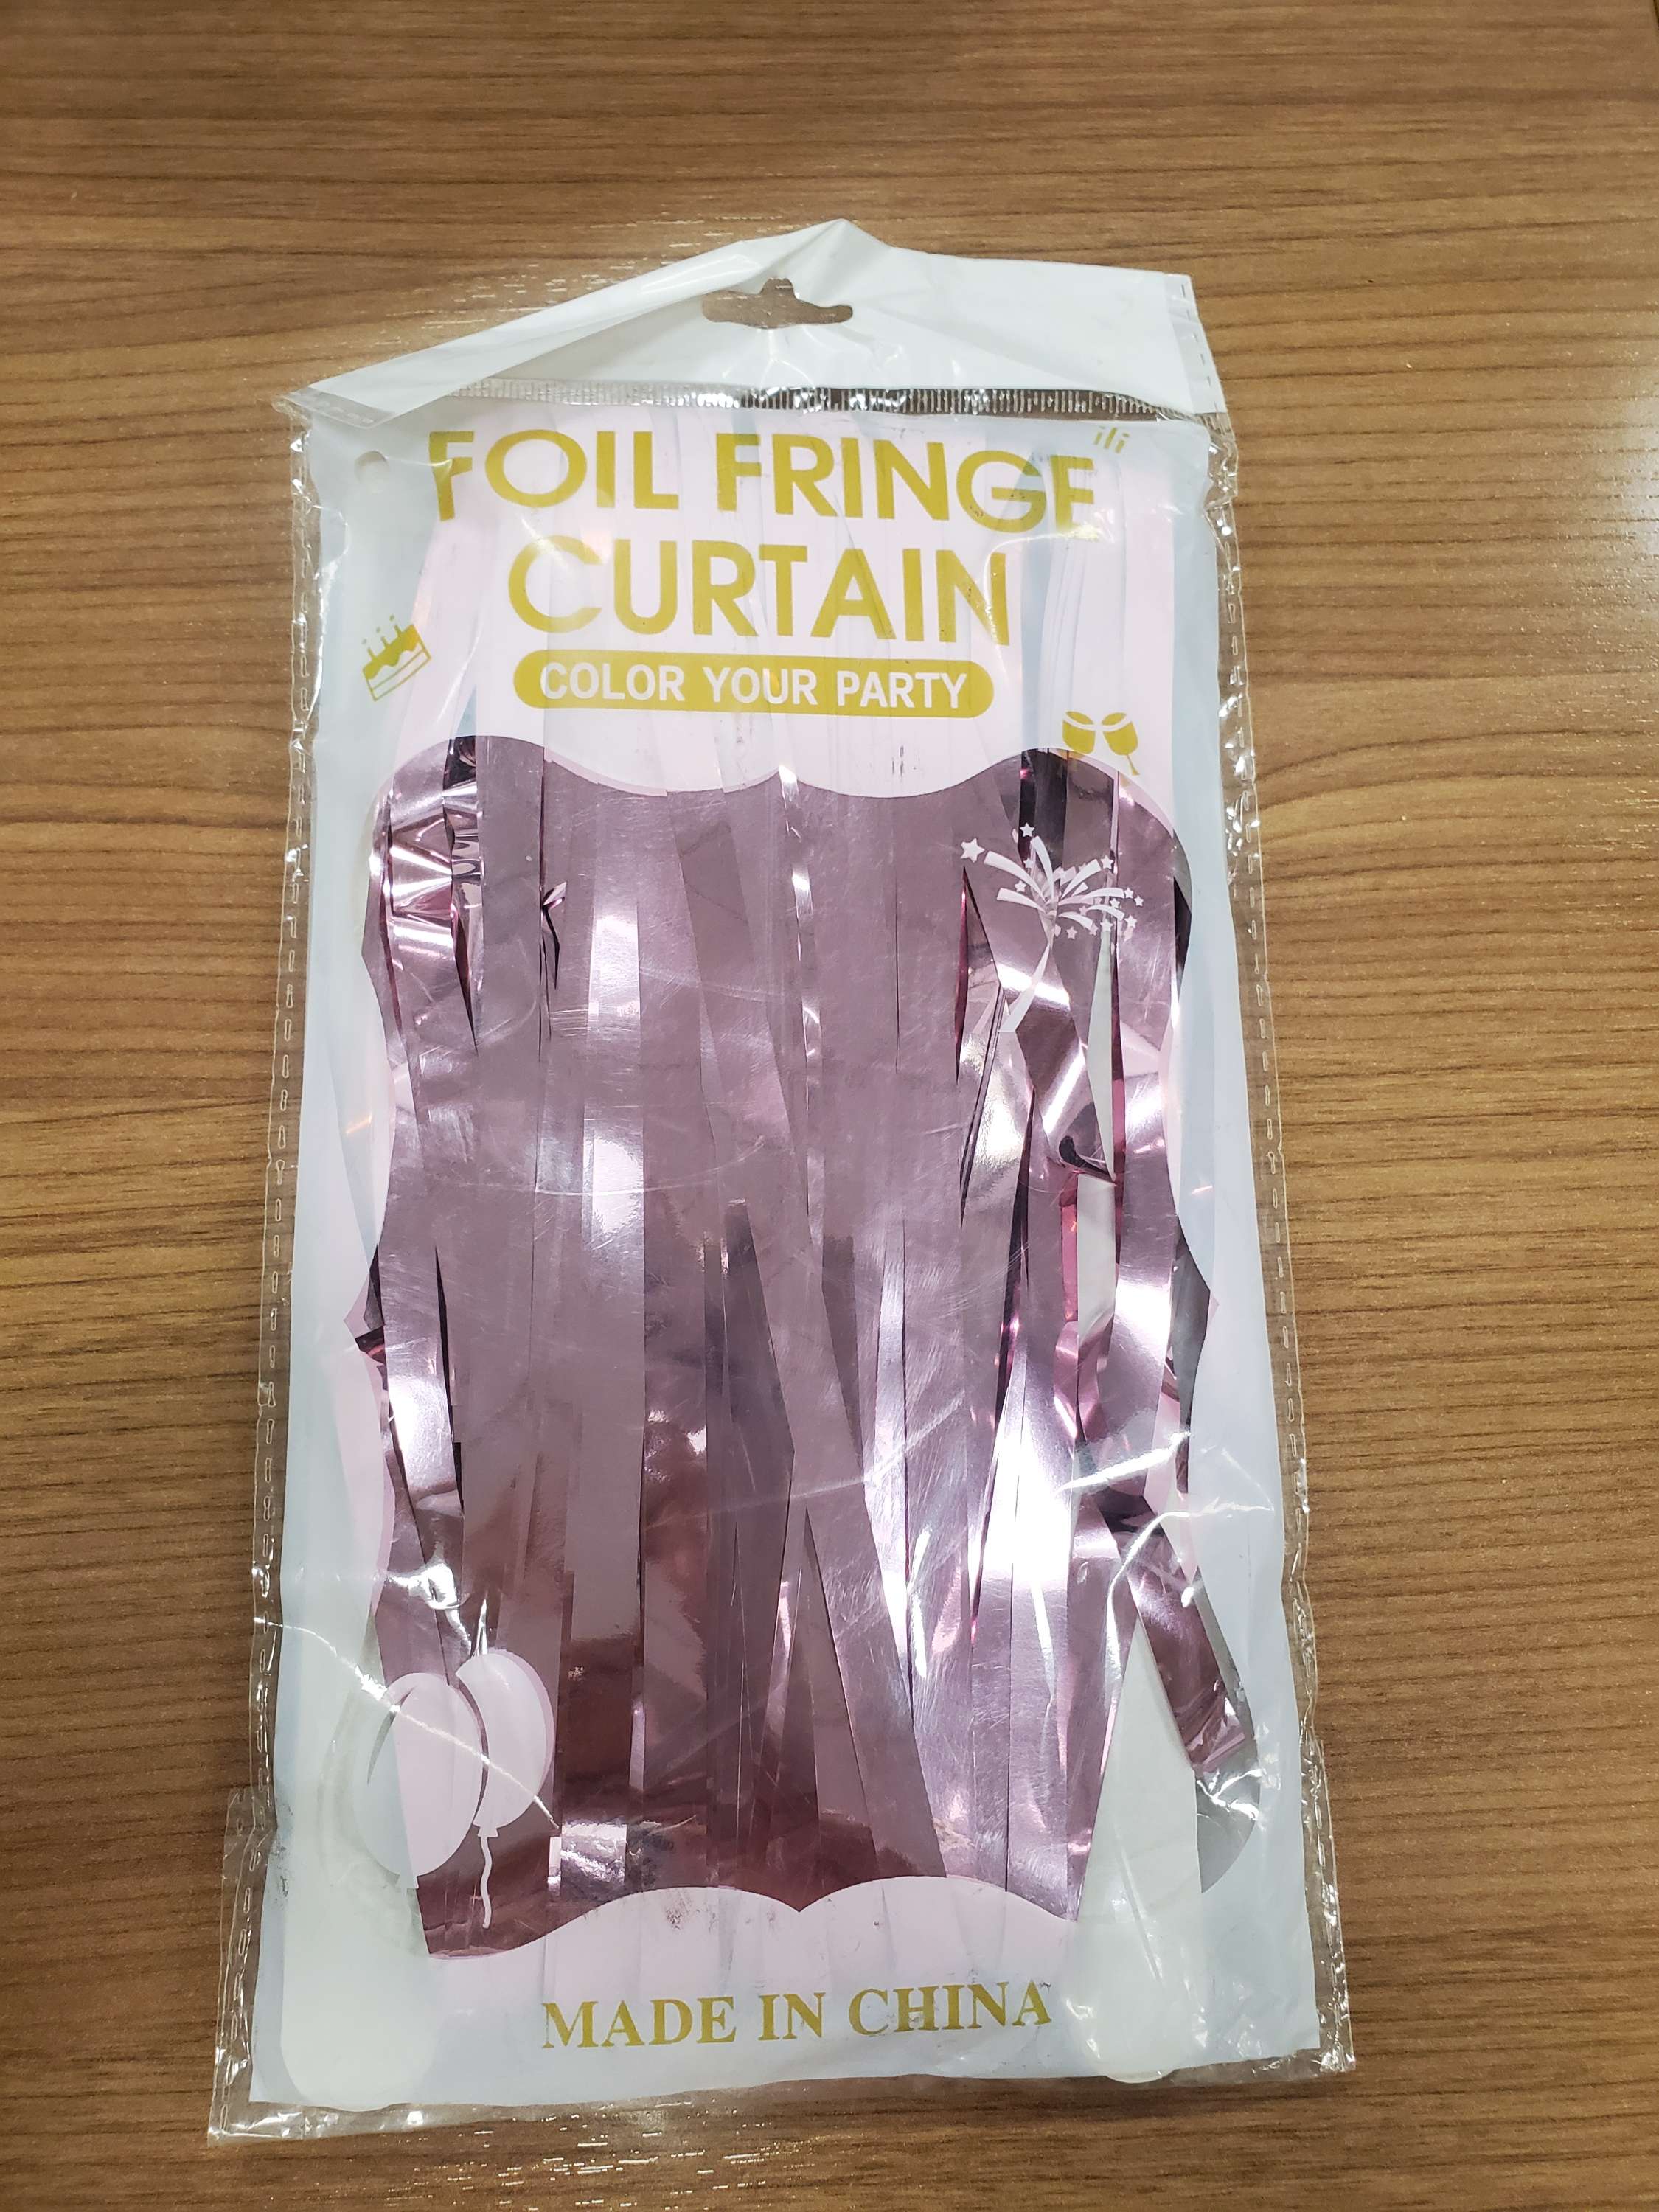 FOIL FRINGE
CURTAIN
COLOR YOUR PARTY
MADE IN CHINA